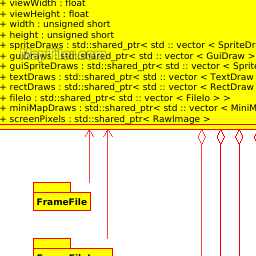 + viewWidth : float
+ viewHeight : float
+ width : unsigned short
+ height : unsigned short
+ spriteDraws : std::shared_ptr< std :: vector < SpriteDr
+ guiDraws : std::shared_ptr< std :: vector < GuiDraw >
+ guiSpriteDraws : std::shared_ptr< std :: vector < Sprite
+ textDraws : std::shared_ptr< std :: vector < TextDraw
+ rectDraws : std::shared_ptr< std :: vector < RectDraw
+ fileIo : std::shared_ptr< std :: vector < FileIo > >
+ miniMapDraws : std::shared_ptr< std :: vector < MiniM
+ screenPixels : std::shared_ptr< RawImage >
FrameFile